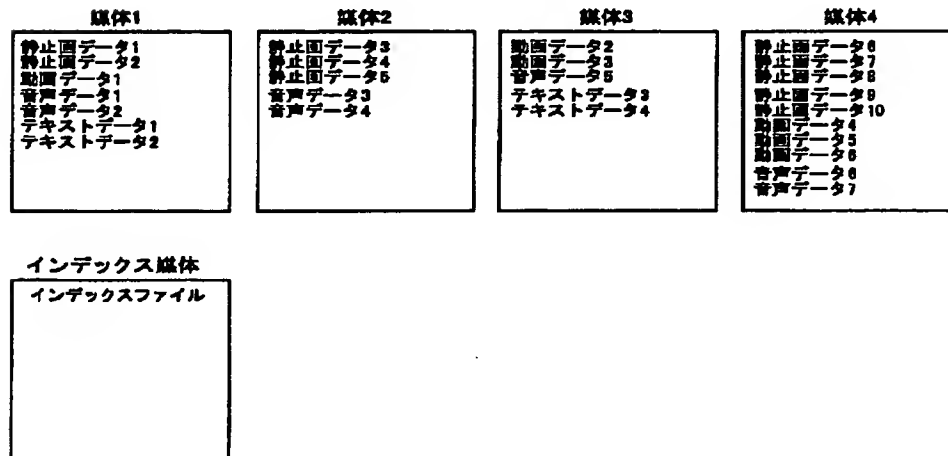 媒体1
静止画データ1
静止画データ2
動画データ1
音声データ1
音声データ2
テキストデータ1
テキストデータ2
媒体2
静止画データ3
静止画データ4
静止画データ5
音声データ3
音声データ4
媒体3
動画データ2
動画データ3
音声データ5
テキストデータ3
テキストデータ4
媒体4
静止画データ6
静止画データ7
静止画データ8
静止画データ9
静止画データ10
動画データ4
動画データ5
動画データ6
音声データ6
音声データ7
インデックス媒体
インデックスファイル